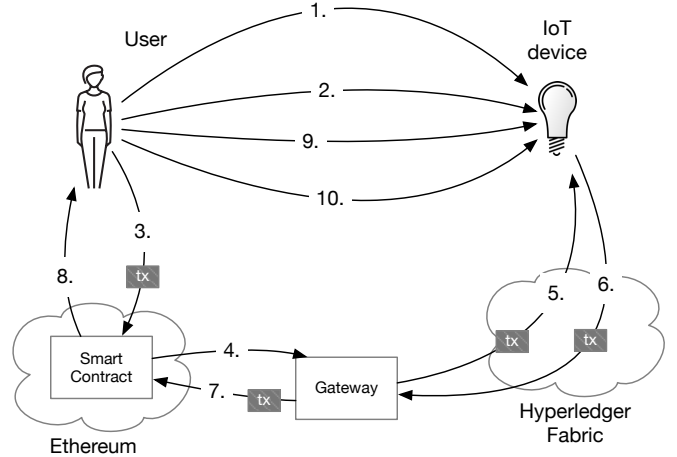 1.
User
IoT
device
2.
9.
10.
3.
8.
tx
5.
6.
tx
tx
Smart
Contract
4.
7.
tx
Gateway
Ethereum
Hyperledger
Fabric